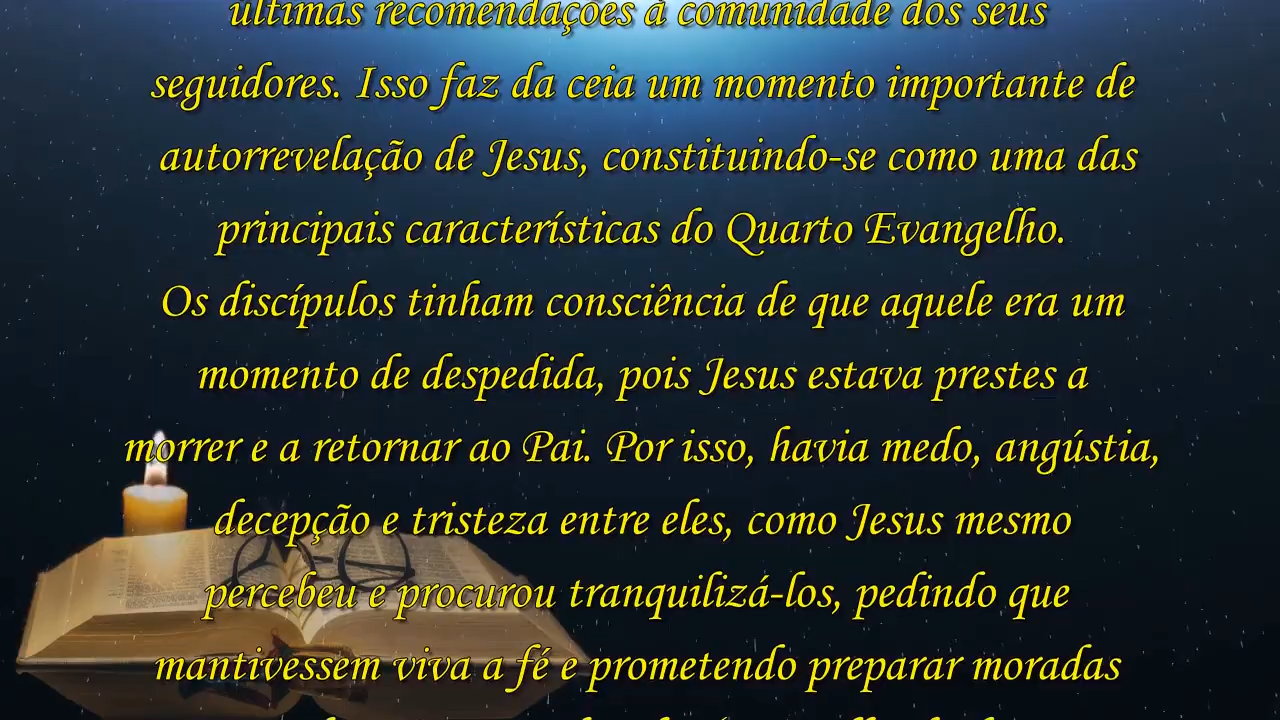 últimas recomendações à comunidade dos seus
seguidores. Isso faz da ceia um momento importante de
autorrevelação de Jesus, constituindo-se como uma das
principais características do Quarto Evangelho.
Os discípulos tinham consciência de que aquele era um
momento de despedida, pois Jesus estava prestes a
morrer e a retornar ao Pai. Por isso, havia medo, angústia,
decepção e tristeza entre eles, como Jesus mesmo
percebeu e procurou tranquilizá-los, pedindo que
mantivessem viva a fé e prometendo preparar moradas